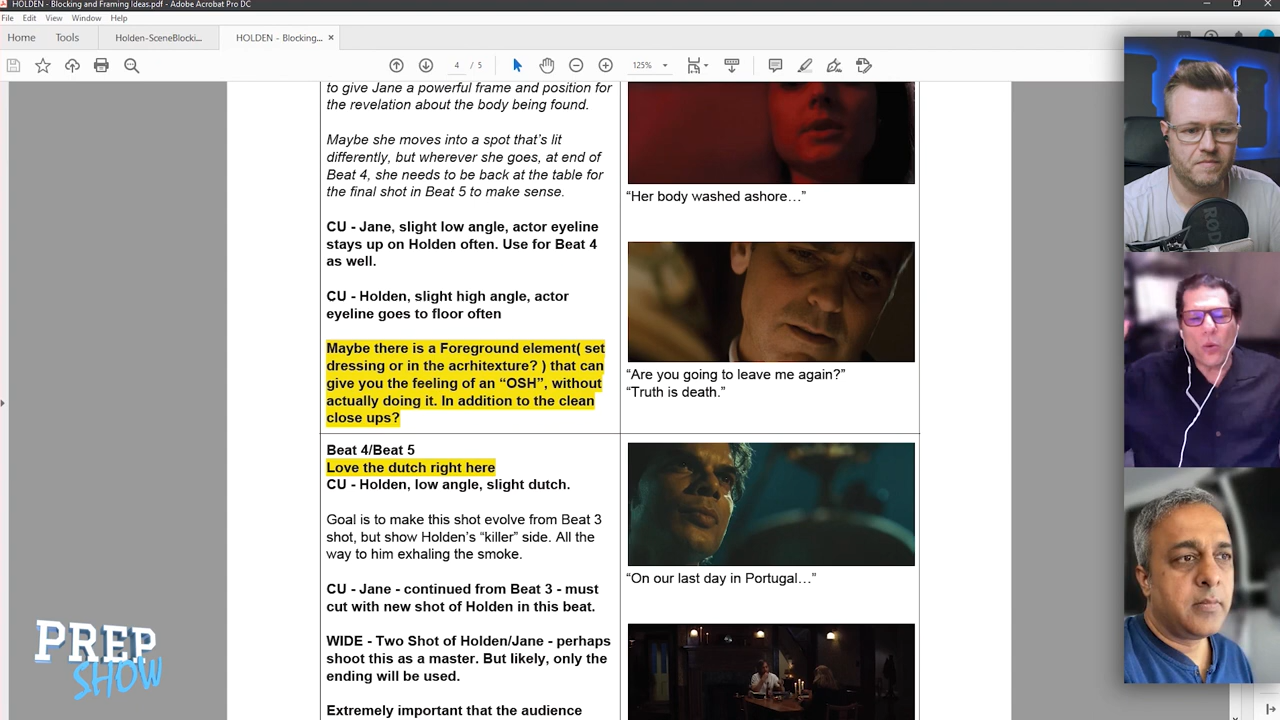 HOLDEN - Blocking and Framing Ideas.pdf - Adobe Acrobat Pro DC
File Edit View Window Help
Home Tools Holden-SceneBlocki... HOLDEN - Blocking... ×
4 / 5 125%
to give Jane a powerful frame and position for
the revelation about the body being found.
Maybe she moves into a spot that's lit
differently, but wherever she goes, at end of
Beat 4, she needs to be back at the table for
the final shot in Beat 5 to make sense.
CU - Jane, slight low angle, actor eyeline
stays up on Holden often. Use for Beat 4
as well.
CU - Holden, slight high angle, actor
eyeline goes to floor often
Maybe there is a Foreground element( set
dressing or in the acrhitexture? ) that can
give you the feeling of an “OSH”, without
actually doing it. In addition to the clean
close ups?
“Her body washed ashore…”
“Are you going to leave me again?”
“Truth is death.”
Beat 4/Beat 5
Love the dutch right here
CU - Holden, low angle, slight dutch.
Goal is to make this shot evolve from Beat 3
shot, but show Holden's “killer” side. All the
way to him exhaling the smoke.
CU - Jane - continued from Beat 3 - must
cut with new shot of Holden in this beat.
WIDE - Two Shot of Holden/Jane - perhaps
shoot this as a master. But likely, only the
ending will be used.
Extremely important that the audience
“On our last day in Portugal…”
PREP
SHOW
RØDE